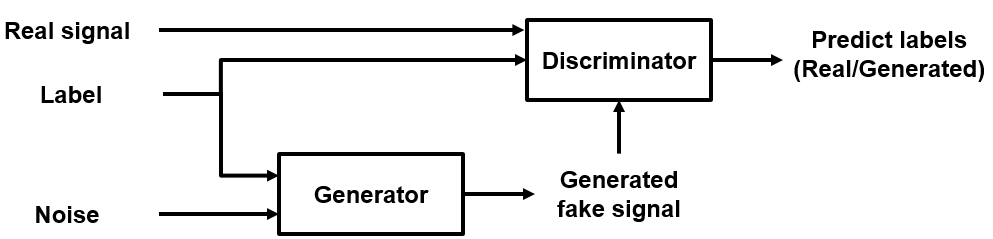 Real signal
Label
Noise
Generator
Generated
fake signal
Discriminator
Predict labels
(Real/Generated)